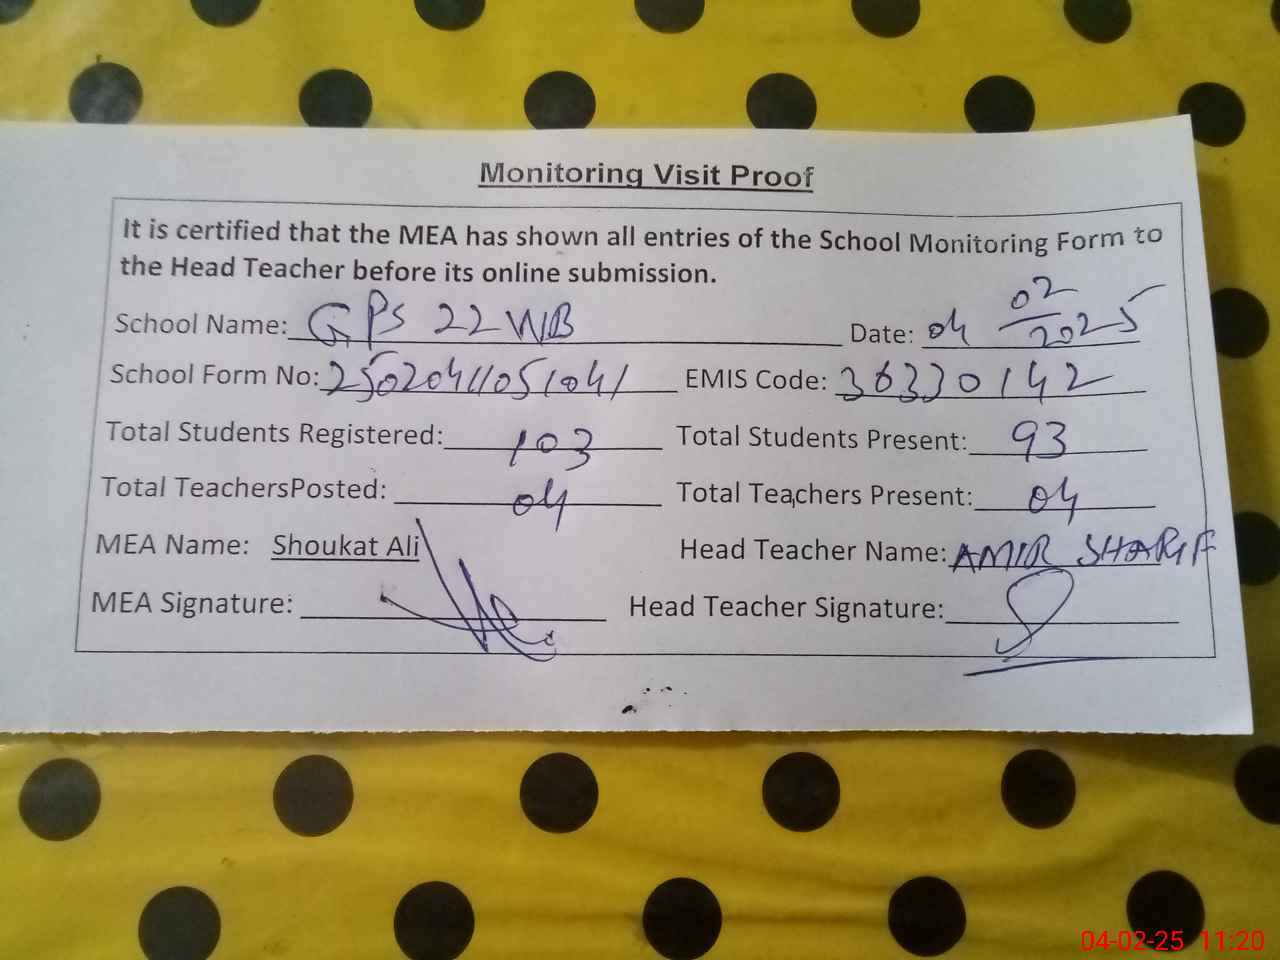 Monitoring Visit Proof
It is certified that the MEA has shown all entries of the School Monitoring Form to
the Head Teacher before its online submission.
School Name: GPS 22 WB Date: 04 02/2025
School Form No: 25020411051041 EMIS Code: 36330142
Total Students Registered: 103 Total Students Present: 93
Total TeachersPosted: 04 Total Teachers Present: 04
MEA Name: Shoukat Ali Head Teacher Name: AMIR SHARIF
MEA Signature: Head Teacher Signature:
04-02-25 11:20